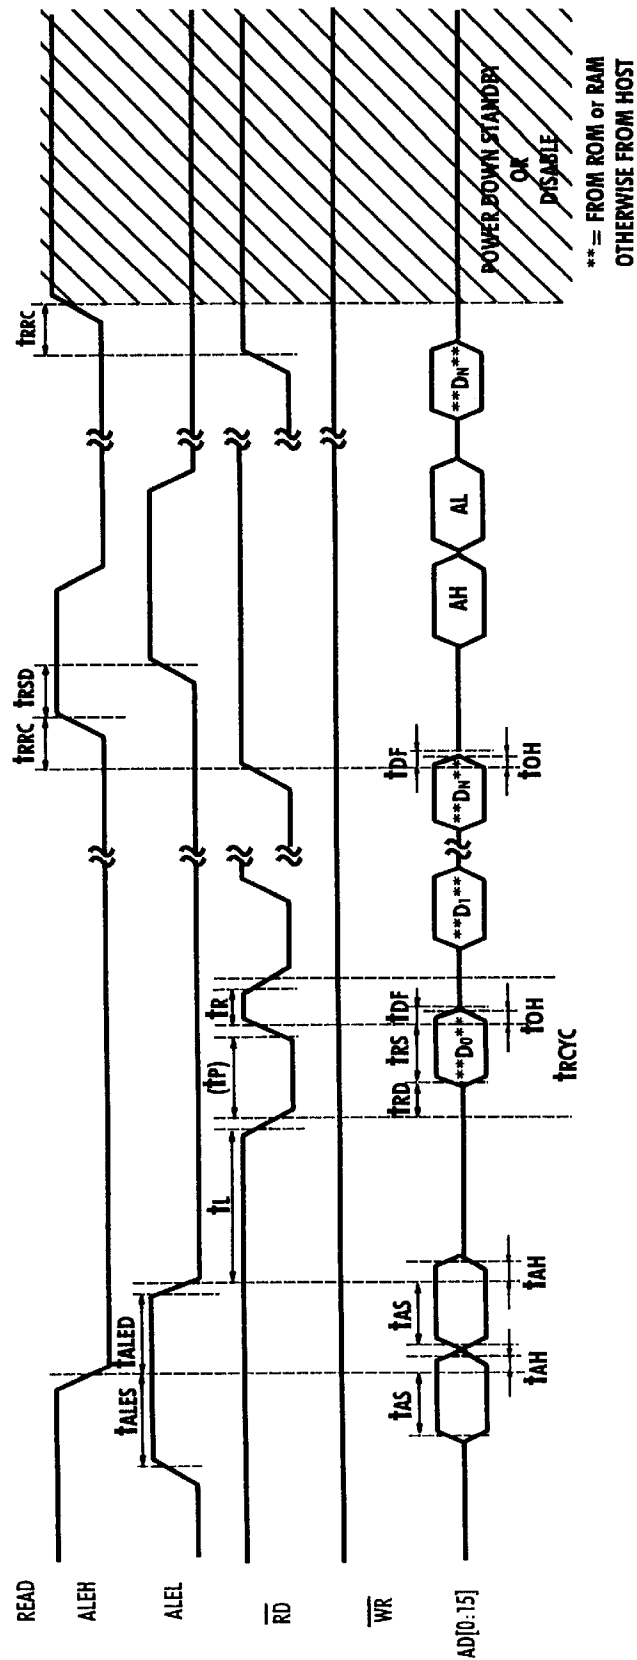 READ
ALEH
ALEL
RD
WR
AD[0:15]
tALES
tALED
tL
(tP)
tR
tRRC
tRSD
tRRC
tAS
tAH
tAS
tAH
tRD
tRS
tDF
tOH
tRCYC
tDF
tOH
**D0**
**D1**
**DN**
AH
AL
**DN**
POWER DOWN STANDBY
OR
DISABLE
**= FROM ROM or RAM
OTHERWISE FROM HOST